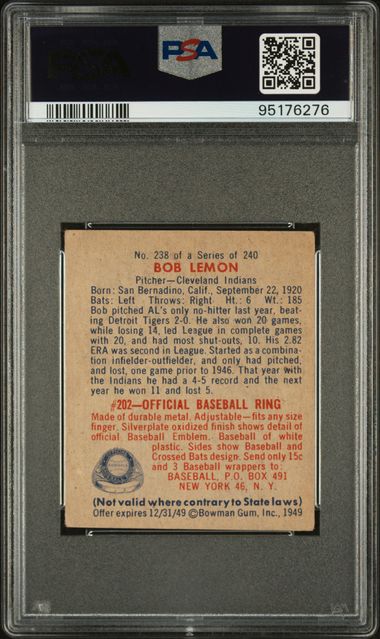 PSA
95176276
No. 238 of a Series of 240
BOB LEMON
Pitcher—Cleveland Indians
Born: San Bernadino, Calif., September 22, 1920
Bats: Left Throws: Right Ht.: 6 Wt.: 185
Bob pitched AL's only no-hitter last year, beat-
ing Detroit Tigers 2-0. He also won 20 games,
while losing 14, led League in complete games
with 20, and had most shut-outs, 10. His 2.82
ERA was second in League. Started as a combina-
tion infielder-outfielder, and only had pitched,
and lost, one game prior to 1946. That year with
the Indians he had a 4-5 record and the next
year he won 11 and lost 5.
#202—OFFICIAL BASEBALL RING
Made of durable metal. Adjustable—fits any size
finger. Silverplate oxidized finish shows detail of
official Baseball Emblem. Baseball of white
plastic. Sides show Baseball and
Crossed Bats design. Send only 15c
and 3 Baseball wrappers to:
BASEBALL, P.O. BOX 491
NEW YORK 46, N. Y.
(Not valid where contrary to State laws)
Offer expires 12/31/49 ©Bowman Gum, Inc., 1949